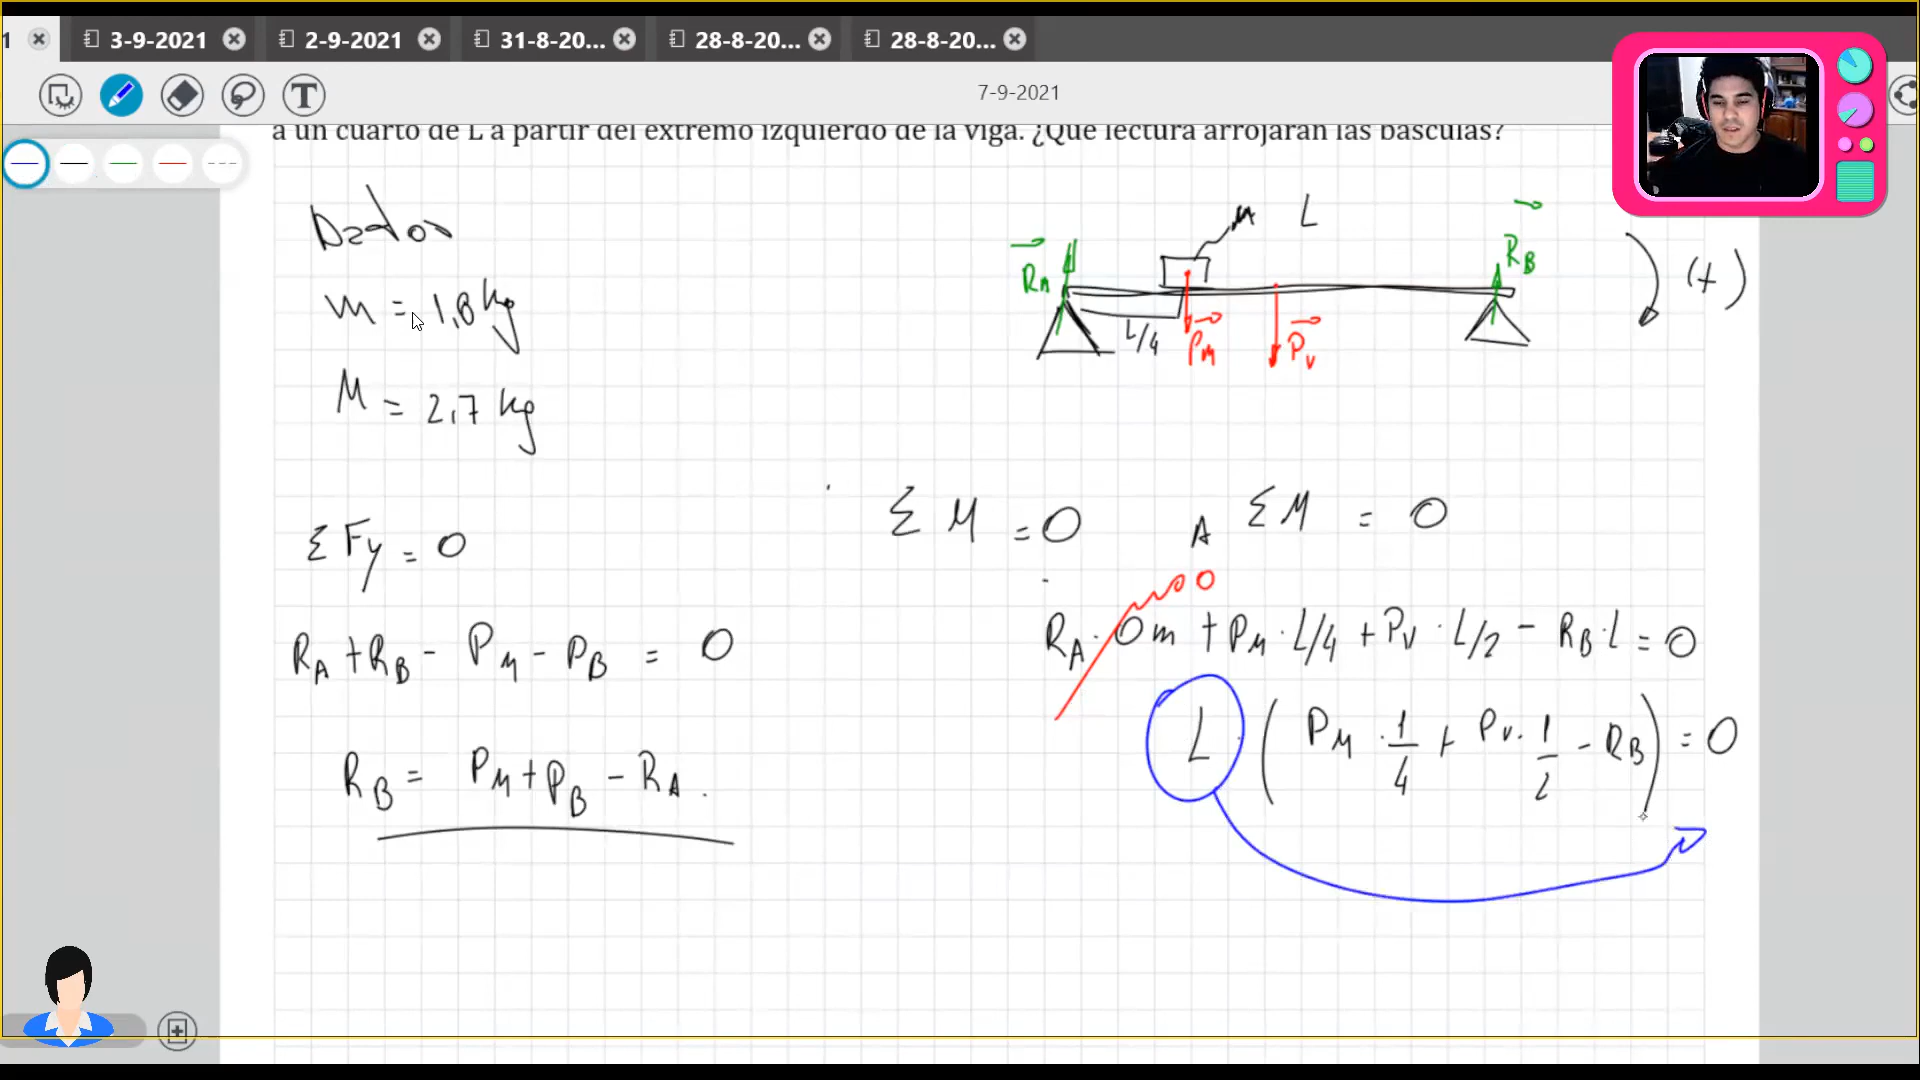 1 3-9-2021 2-9-2021 31-8-20... 28-8-20... 28-8-20...
T
7-9-2021
a un cuarto de L a partir del extremo izquierdo de la viga. ¿Qué lectura arrojarán las básculas?
Datos
m = 1,8 kg
M = 2,7 kg
M L
R_A R_B
(+)
L/4 P_M P_V
Σ Fy = 0
R_A + R_B - P_M - P_B = 0
R_B = P_M + P_B - R_A .
Σ M = 0 A Σ M = 0
0
R_A · 0m + P_M · L/4 + P_V · L/2 - R_B · L = 0
L · ( P_M · 1/4 + P_V · 1/2 - R_B ) = 0